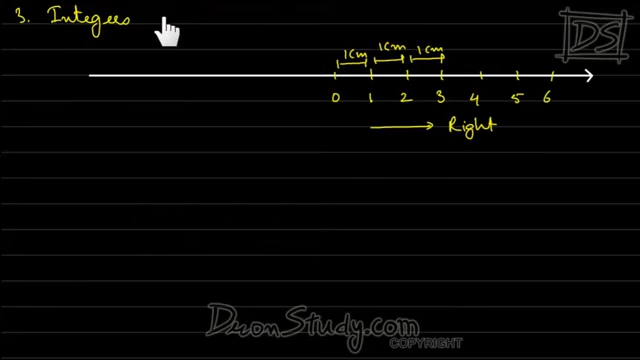 3. Integers
DS
1cm 1cm 1cm
0 1 2 3 4 5 6
Right
DronStudy.com
COPYRIGHT